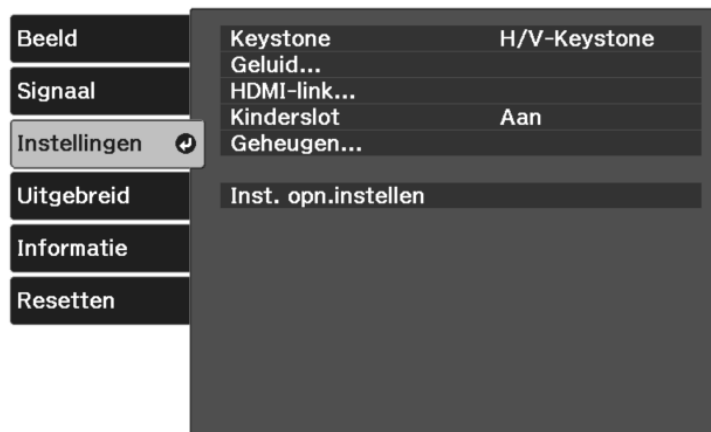 Beeld
Signaal
Instellingen
Uitgebreid
Informatie
Resetten
Keystone H/V-Keystone
Geluid...
HDMI-link...
Kinderslot Aan
Geheugen...
Inst. opn.instellen